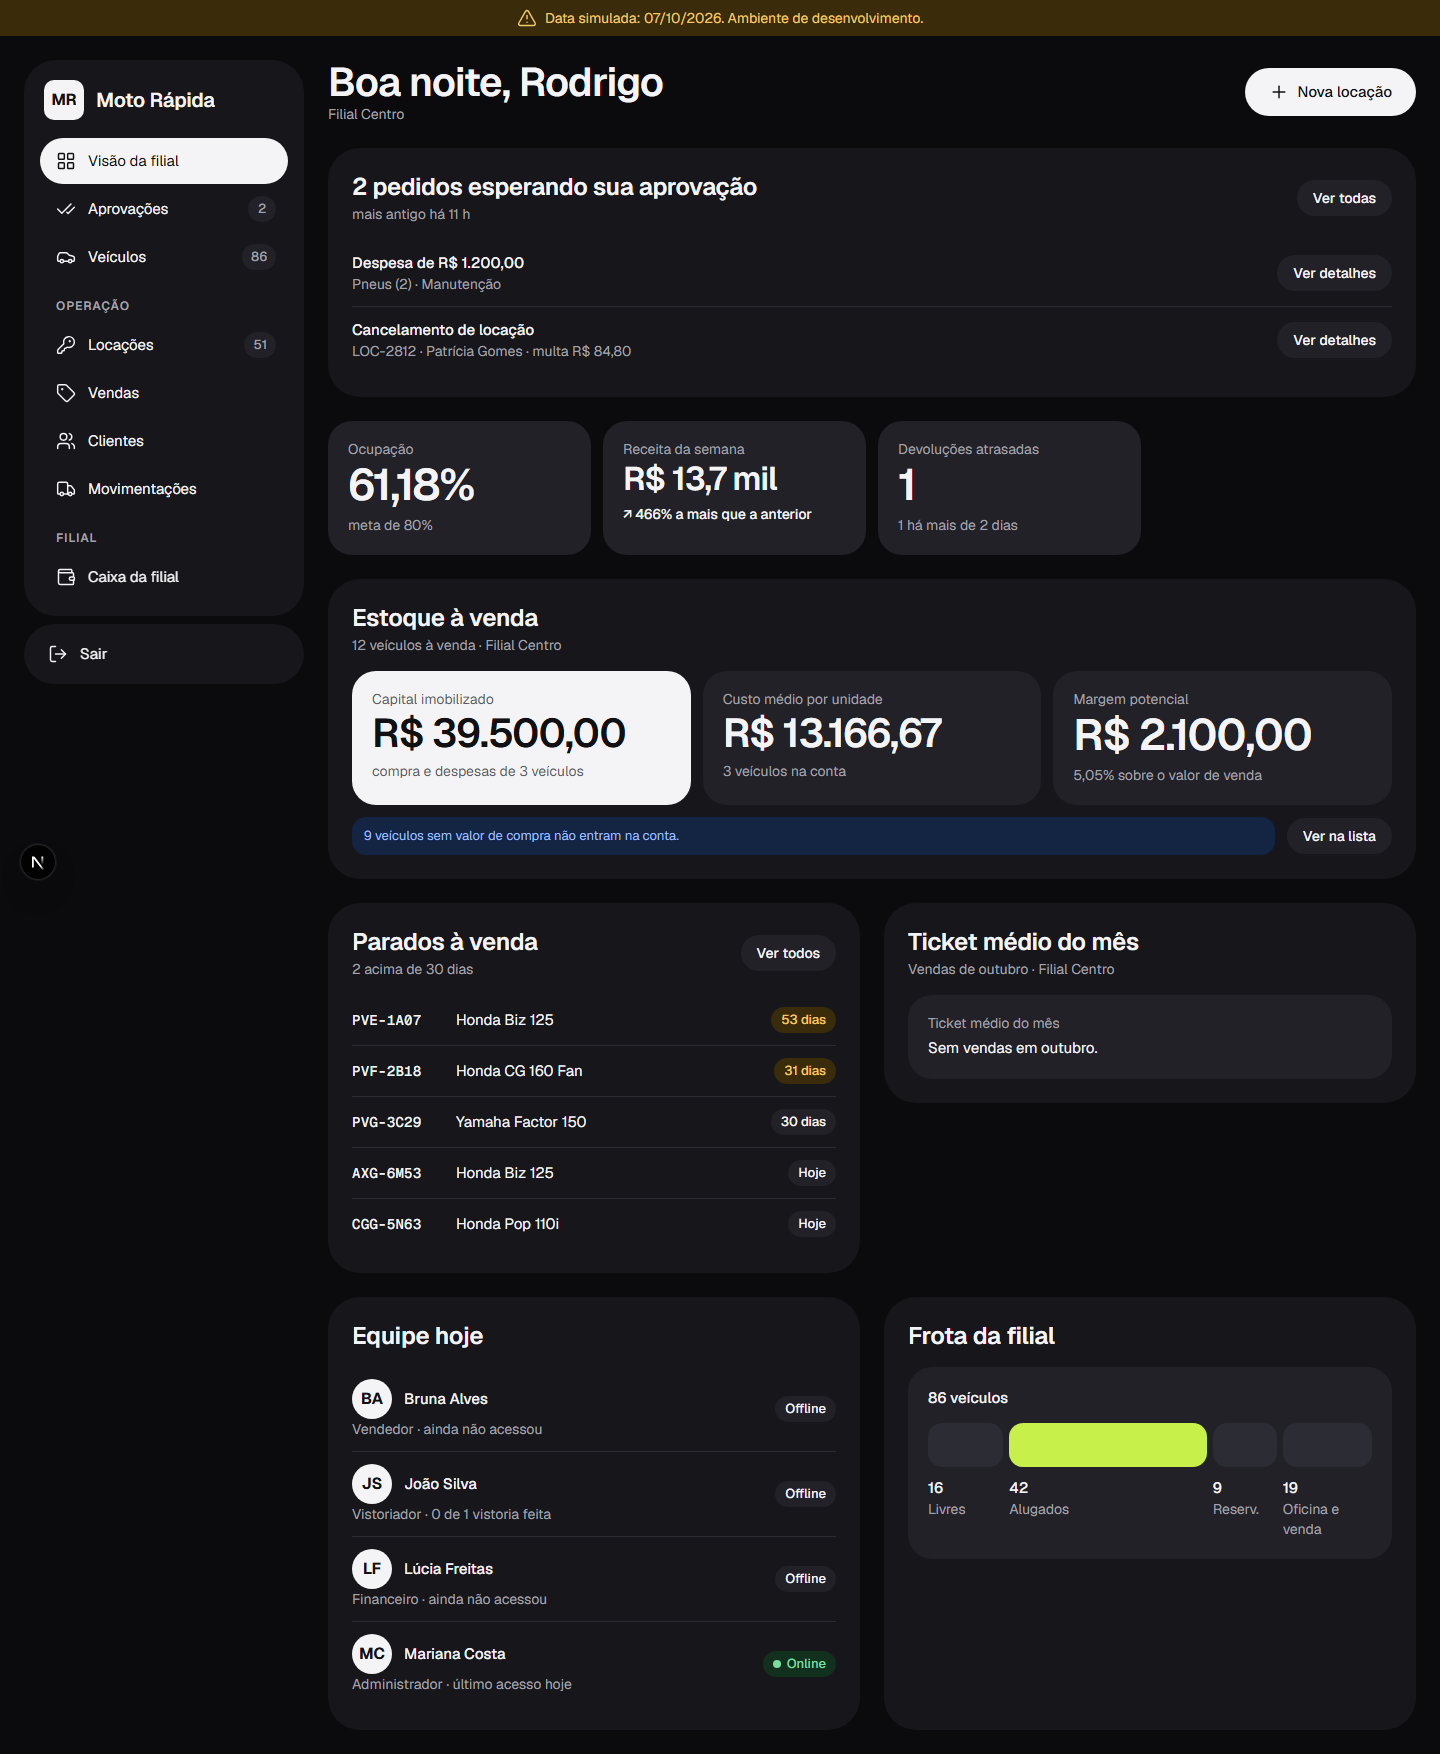 Data simulada: 07/10/2026. Ambiente de desenvolvimento.
MR
Moto Rápida
Visão da filial
Aprovações
2
Veículos
86
OPERAÇÃO
Locações
51
Vendas
Clientes
Movimentações
FILIAL
Caixa da filial
Sair
N
Boa noite, Rodrigo
Filial Centro
Nova locação
2 pedidos esperando sua aprovação
mais antigo há 11 h
Ver todas
Despesa de R$ 1.200,00
Pneus (2) · Manutenção
Ver detalhes
Cancelamento de locação
LOC-2812 · Patrícia Gomes · multa R$ 84,80
Ver detalhes
Ocupação
61,18%
meta de 80%
Receita da semana
R$ 13,7 mil
↗ 466% a mais que a anterior
Devoluções atrasadas
1
1 há mais de 2 dias
Estoque à venda
12 veículos à venda · Filial Centro
Capital imobilizado
R$ 39.500,00
compra e despesas de 3 veículos
Custo médio por unidade
R$ 13.166,67
3 veículos na conta
Margem potencial
R$ 2.100,00
5,05% sobre o valor de venda
9 veículos sem valor de compra não entram na conta.
Ver na lista
Parados à venda
2 acima de 30 dias
Ver todos
PVE-1A07
Honda Biz 125
53 dias
PVF-2B18
Honda CG 160 Fan
31 dias
PVG-3C29
Yamaha Factor 150
30 dias
AXG-6M53
Honda Biz 125
Hoje
CGG-5N63
Honda Pop 110i
Hoje
Ticket médio do mês
Vendas de outubro · Filial Centro
Ticket médio do mês
Sem vendas em outubro.
Equipe hoje
BA
Bruna Alves
Vendedor · ainda não acessou
Offline
JS
João Silva
Vistoriador · 0 de 1 vistoria feita
Offline
LF
Lúcia Freitas
Financeiro · ainda não acessou
Offline
MC
Mariana Costa
Administrador · último acesso hoje
Online
Frota da filial
86 veículos
16
Livres
42
Alugados
9
Reserv.
19
Oficina e
venda